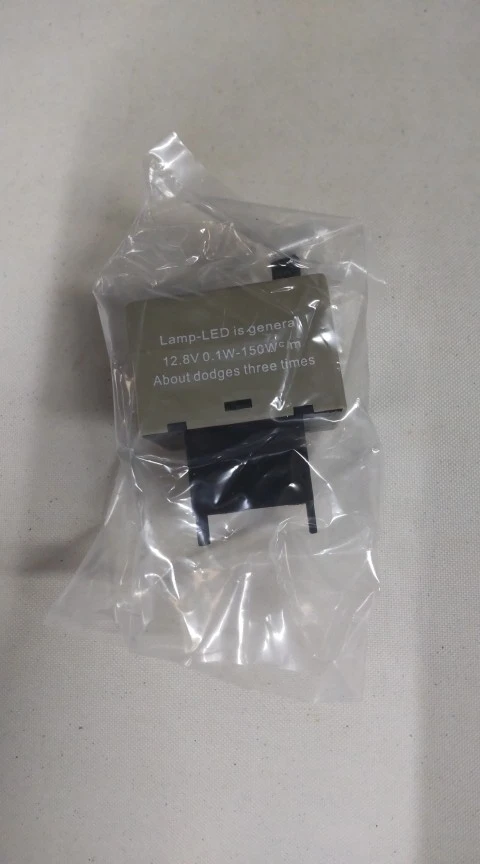 Lamp-LED is general
12.8V 0.1W-150W
About dodges three times